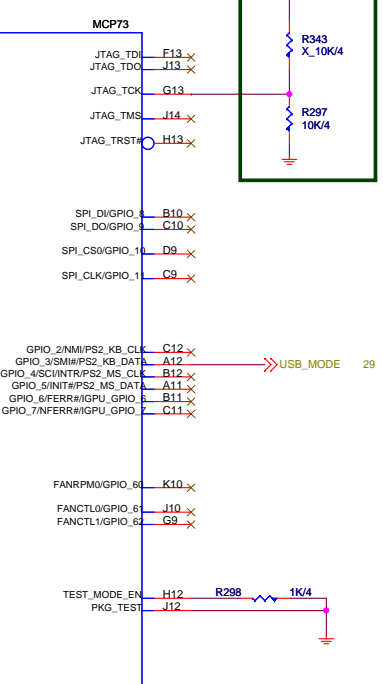 MCP73
R343
X_10K/4
JTAG_TDI F13
JTAG_TDO J13
JTAG_TCK G13
R297
10K/4
JTAG_TMS J14
JTAG_TRST# H13
SPI_DI/GPIO_8 B10
SPI_DO/GPIO_9 C10
SPI_CS0/GPIO_10 D9
SPI_CLK/GPIO_11 C9
GPIO_2/NMI/PS2_KB_CLK C12
GPIO_3/SMI#/PS2_KB_DATA A12 USB_MODE 29
GPIO_4/SCI/INTR/PS2_MS_CLK B12
GPIO_5/INIT#/PS2_MS_DATA A11
GPIO_6/FERR#/IGPU_GPIO_6 B11
GPIO_7/NFERR#/IGPU_GPIO_7 C11
FANRPM0/GPIO_60 K10
FANCTL0/GPIO_61 J10
FANCTL1/GPIO_62 G9
TEST_MODE_EN H12 R298 1K/4
PKG_TEST J12